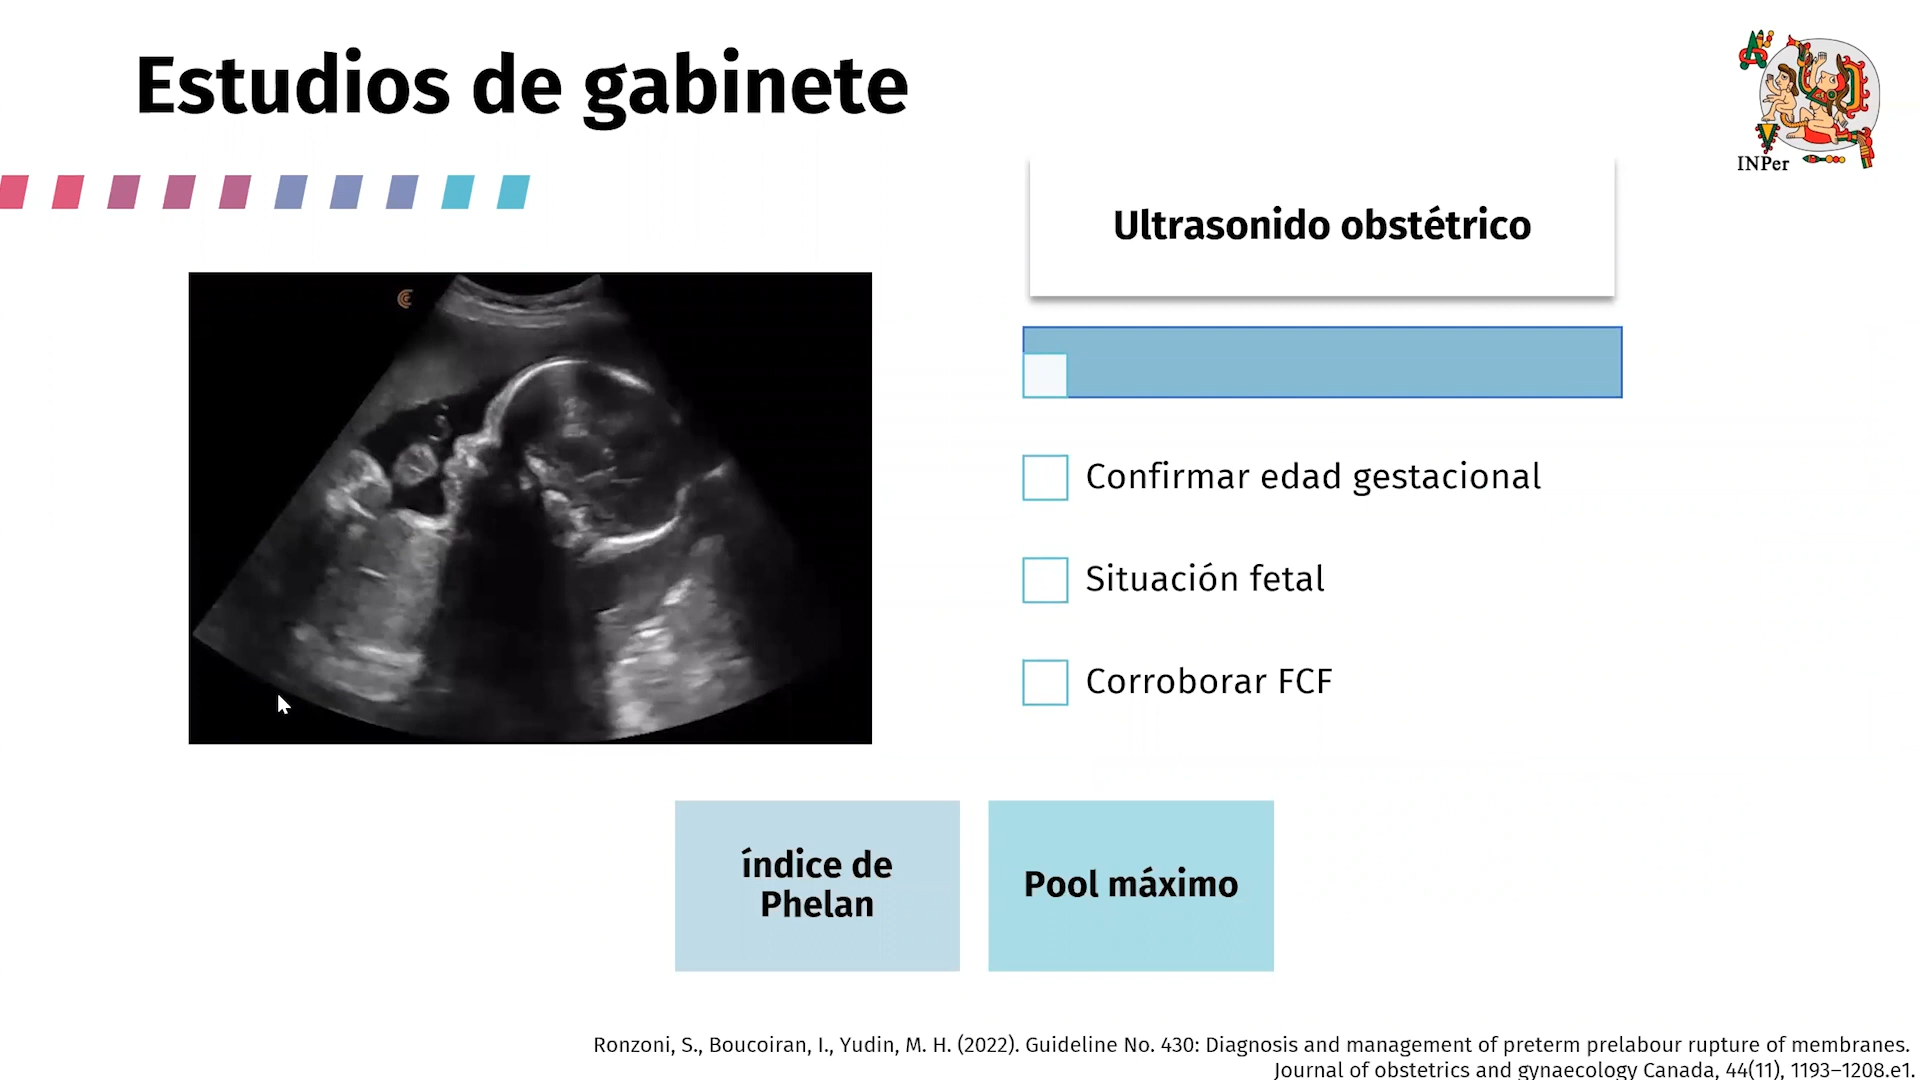 Estudios de gabinete
INPer
Ultrasonido obstétrico
Confirmar edad gestacional
Situación fetal
Corroborar FCF
índice de
Phelan
Pool máximo
Ronzoni, S., Boucoiran, I., Yudin, M. H. (2022). Guideline No. 430: Diagnosis and management of preterm prelabour rupture of membranes.
Journal of obstetrics and gynaecology Canada, 44(11), 1193–1208.e1.